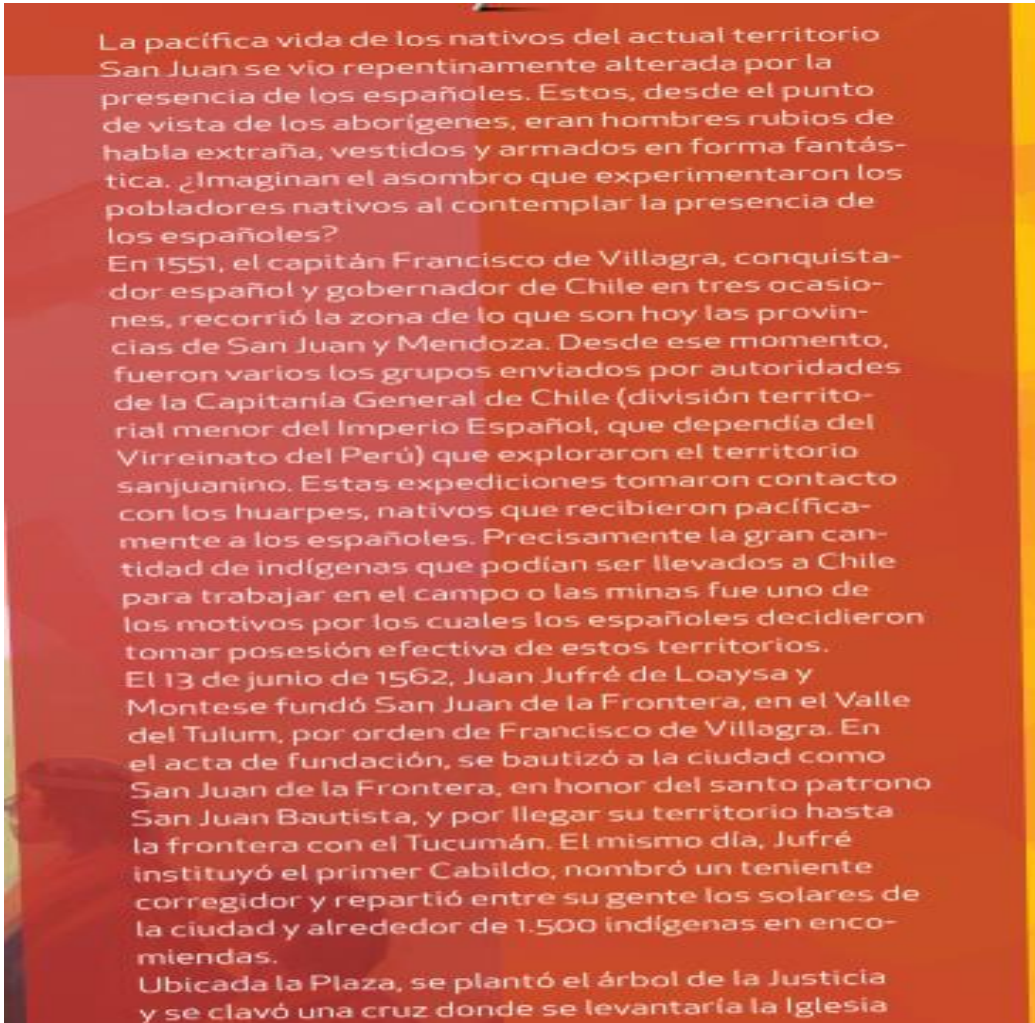 La pacífica vida de los nativos del actual territorio
San Juan se vio repentinamente alterada por la
presencia de los españoles. Estos, desde el punto
de vista de los aborígenes, eran hombres rubios de
habla extraña, vestidos y armados en forma fantás-
tica. ¿Imaginan el asombro que experimentaron los
pobladores nativos al contemplar la presencia de
los españoles?
En 1551, el capitán Francisco de Villagra, conquista-
dor español y gobernador de Chile en tres ocasio-
nes, recorrió la zona de lo que son hoy las provin-
cias de San Juan y Mendoza. Desde ese momento,
fueron varios los grupos enviados por autoridades
de la Capitanía General de Chile (división territo-
rial menor del Imperio Español, que dependía del
Virreinato del Perú) que exploraron el territorio
sanjuanino. Estas expediciones tomaron contacto
con los huarpes, nativos que recibieron pacífica-
mente a los españoles. Precisamente la gran can-
tidad de indígenas que podían ser llevados a Chile
para trabajar en el campo o las minas fue uno de
los motivos por los cuales los españoles decidieron
tomar posesión efectiva de estos territorios.
El 13 de junio de 1562, Juan Jufré de Loaysa y
Montese fundó San Juan de la Frontera, en el Valle
del Tulum, por orden de Francisco de Villagra. En
el acta de fundación, se bautizó a la ciudad como
San Juan de la Frontera, en honor del santo patrono
San Juan Bautista, y por llegar su territorio hasta
la frontera con el Tucumán. El mismo día, Jufré
instituyó el primer Cabildo, nombró un teniente
corregidor y repartió entre su gente los solares de
la ciudad y alrededor de 1.500 indígenas en enco-
miendas.
Ubicada la Plaza, se plantó el árbol de la Justicia
y se clavó una cruz donde se levantaría la Iglesia